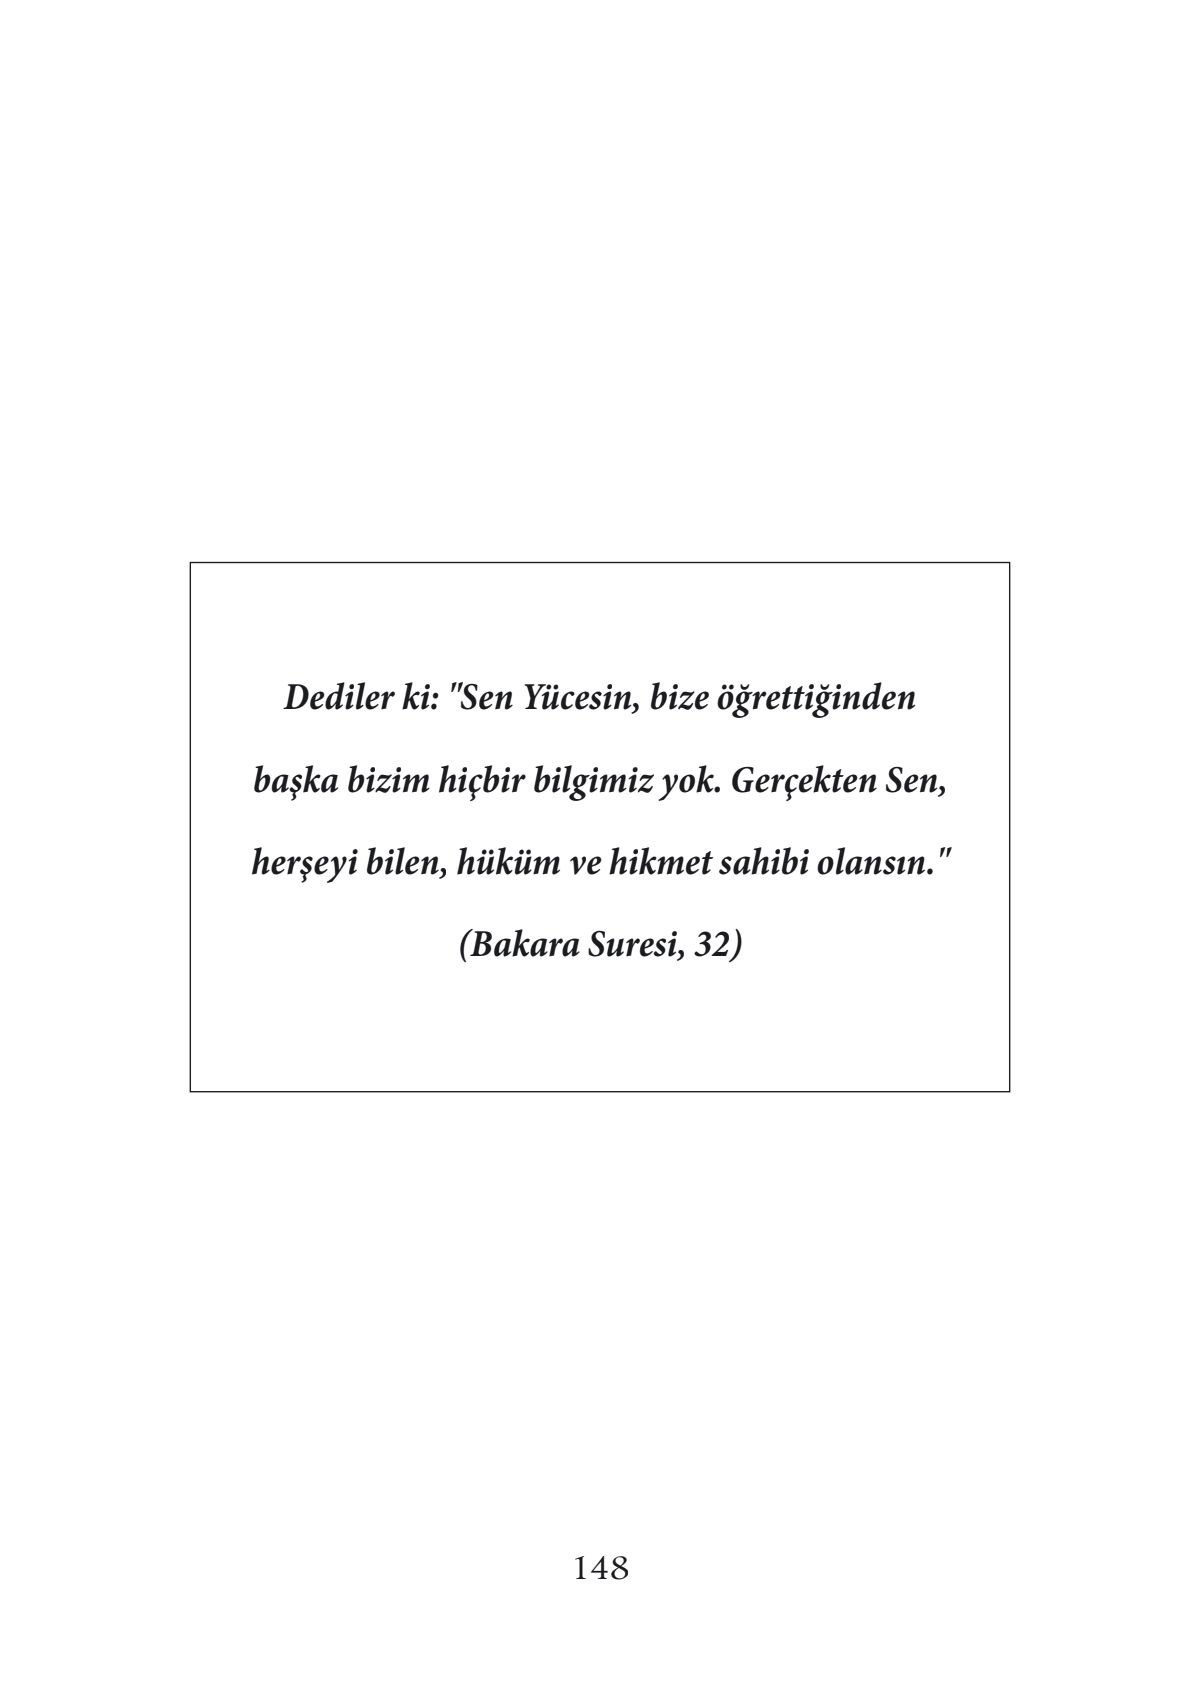 Dediler ki: "Sen Yücesin, bize öğrettiğinden
başka bizim hiçbir bilgimiz yok. Gerçekten Sen,
herşeyi bilen, hüküm ve hikmet sahibi olansın."
(Bakara Suresi, 32)
148